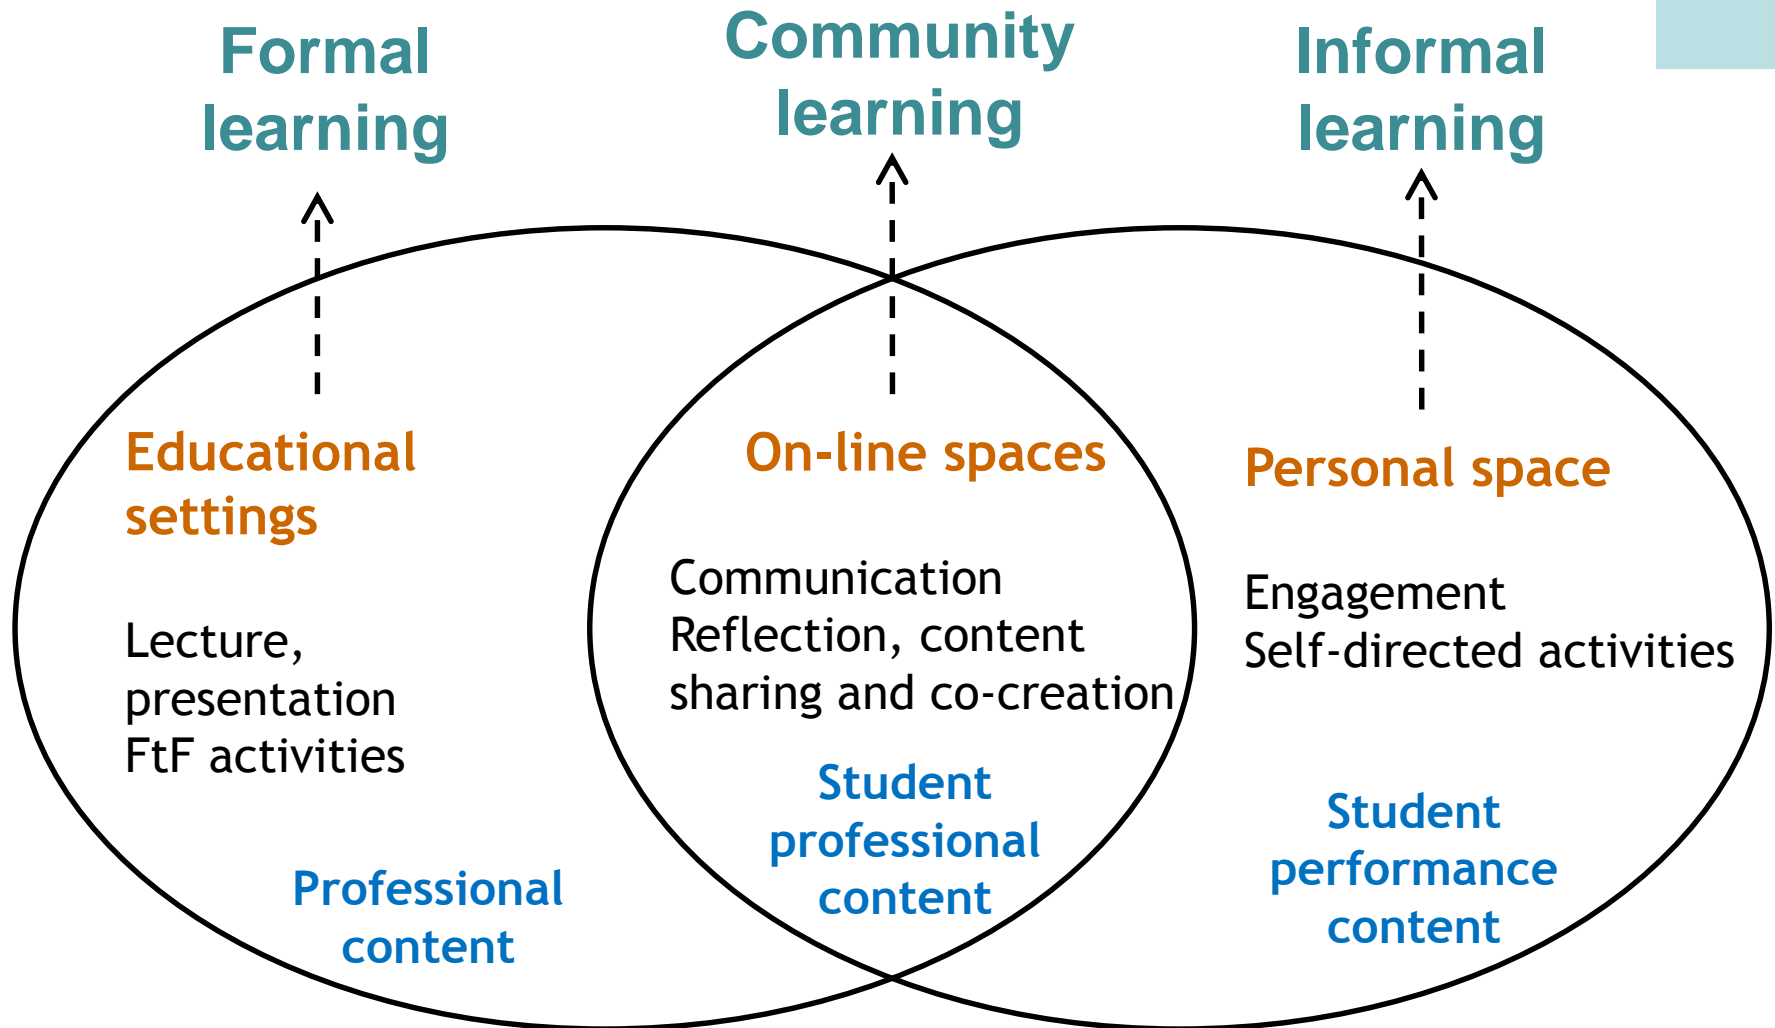 Formal
learning
Community
learning
Informal
learning
Educational
settings
Lecture,
presentation
FtF activities
Professional
content
On-line spaces
Communication
Reflection, content
sharing and co-creation
Student
professional
content
Personal space
Engagement
Self-directed activities
Student
performance
content